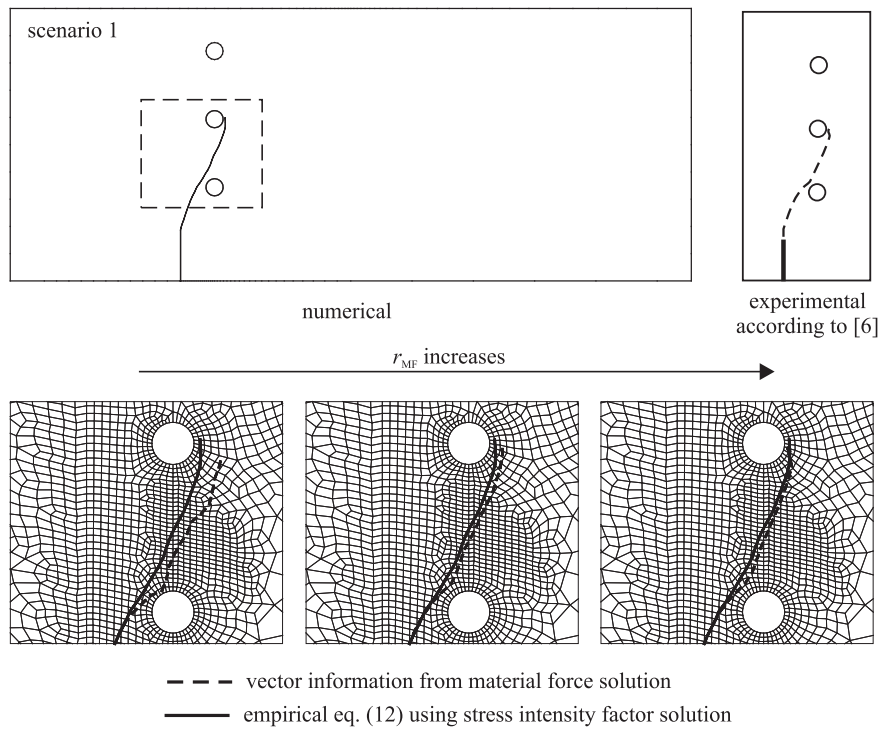 scenario 1
numerical
experimental
according to [6]
r_MF increases
vector information from material force solution
empirical eq. (12) using stress intensity factor solution